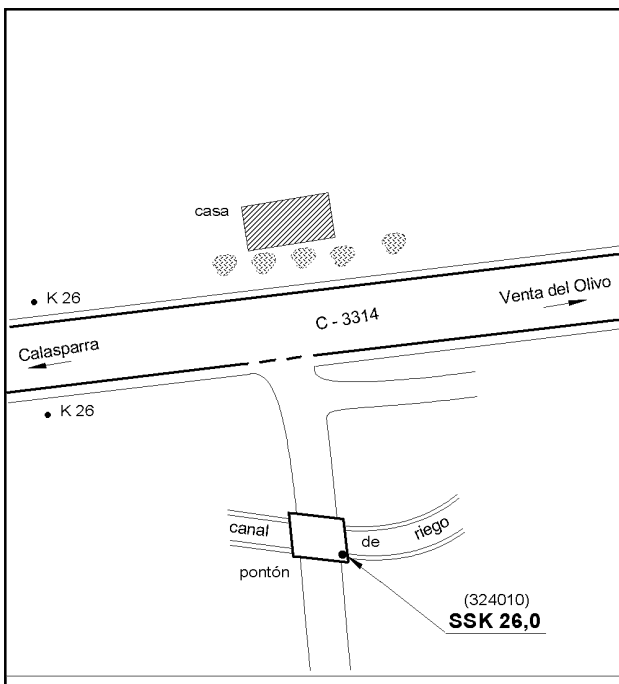 casa
K 26
Venta del Olivo
C - 3314
Calasparra
K 26
canal de riego
pontón
(324010)
SSK 26,0